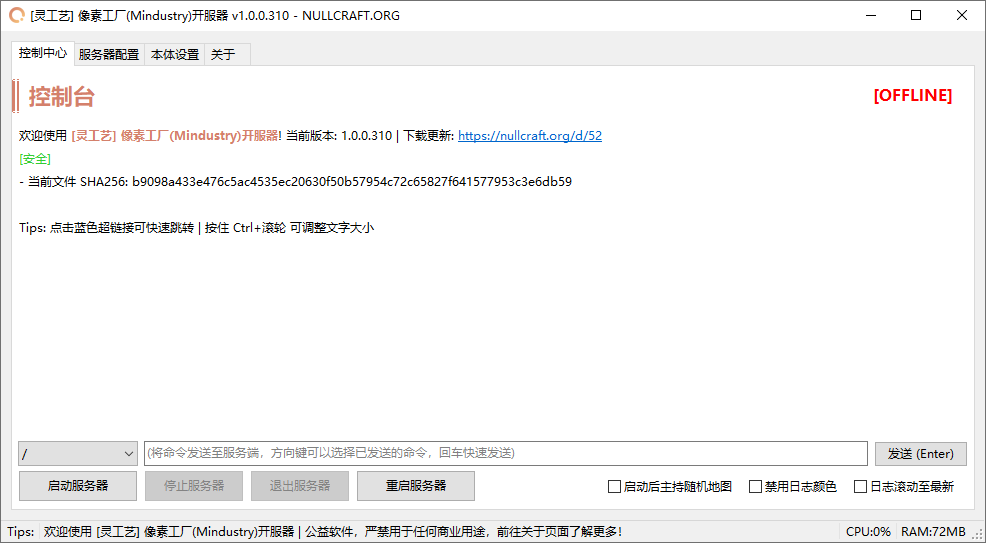 [灵工艺] 像素工厂(Mindustry)开服器 v1.0.0.310 - NULLCRAFT.ORG
控制中心 服务器配置 本体设置 关于
控制台 [OFFLINE]
欢迎使用 [灵工艺] 像素工厂(Mindustry)开服器! 当前版本: 1.0.0.310 | 下载更新: https://nullcraft.org/d/52
[安全]
- 当前文件 SHA256: b9098a433e476c5ac4535ec20630f50b57954c72c65827f641577953c3e6db59
Tips: 点击蓝色超链接可快速跳转 | 按住 Ctrl+滚轮 可调整文字大小
/ (将命令发送至服务端，方向键可以选择已发送的命令，回车快速发送) 发送 (Enter)
启动服务器 停止服务器 退出服务器 重启服务器 启动后主持随机地图 禁用日志颜色 日志滚动至最新
Tips: 欢迎使用 [灵工艺] 像素工厂(Mindustry)开服器 | 公益软件，严禁用于任何商业用途，前往关于页面了解更多! CPU:0% RAM:72MB